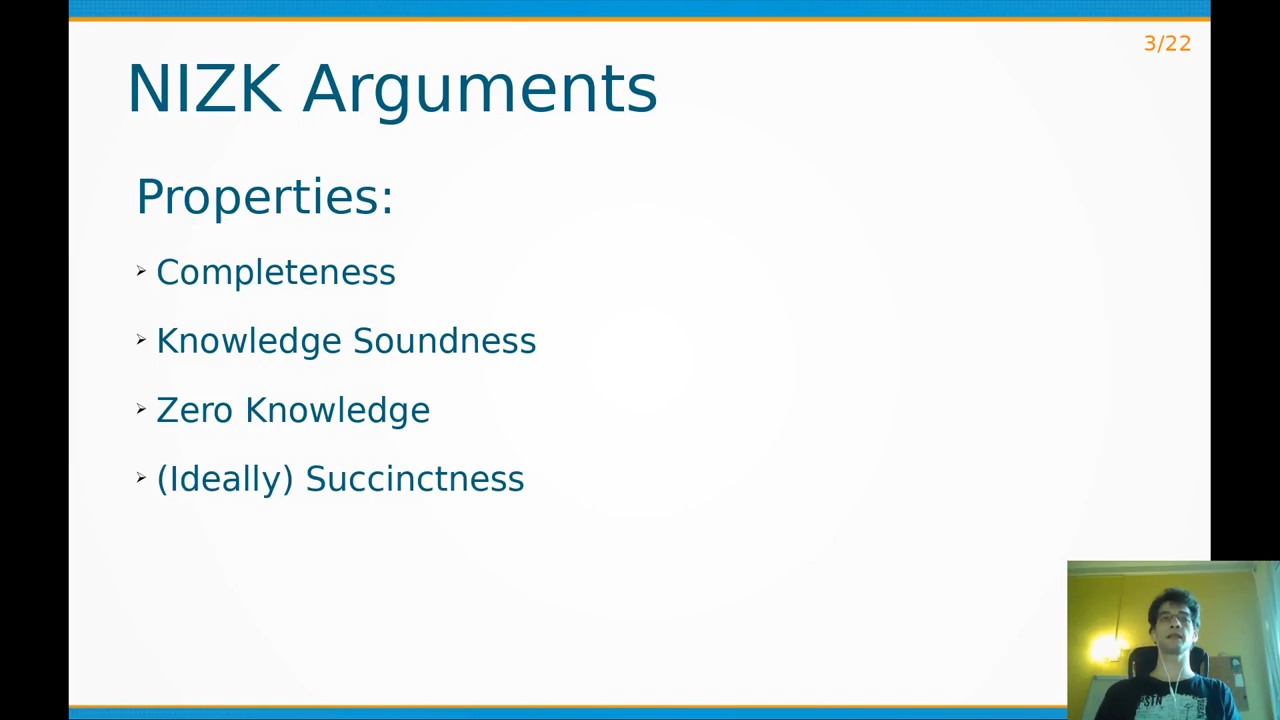 3/22
NIZK Arguments
Properties:
Completeness
Knowledge Soundness
Zero Knowledge
(Ideally) Succinctness